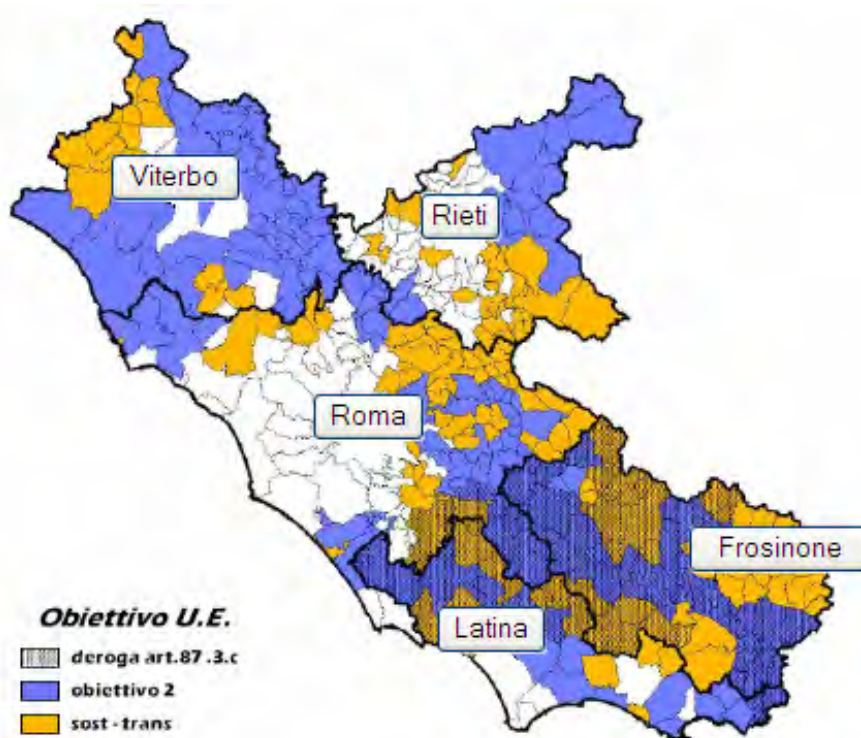 Viterbo
Rieti
Roma
Frosinone
Latina
Obiettivo U.E.
deroga art.87 .3.c
obiettivo 2
sost - trans